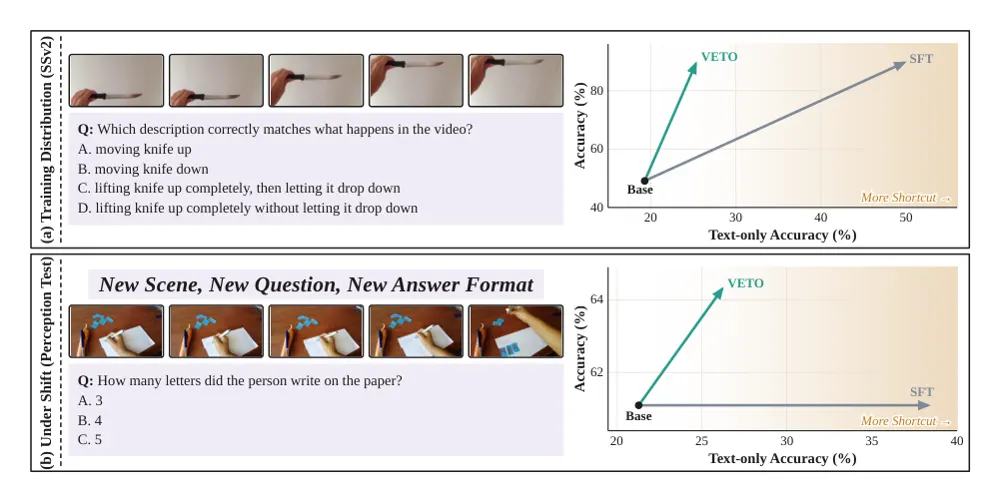 (a) Training Distribution (SSv2)
Q: Which description correctly matches what happens in the video?
A. moving knife up
B. moving knife down
C. lifting knife up completely, then letting it drop down
D. lifting knife up completely without letting it drop down
Accuracy (%)
80
60
40
VETO
SFT
Base
More Shortcut →
20 30 40 50
Text-only Accuracy (%)
(b) Under Shift (Perception Test)
New Scene, New Question, New Answer Format
Q: How many letters did the person write on the paper?
A. 3
B. 4
C. 5
Accuracy (%)
64
62
VETO
SFT
Base
More Shortcut →
20 25 30 35 40
Text-only Accuracy (%)